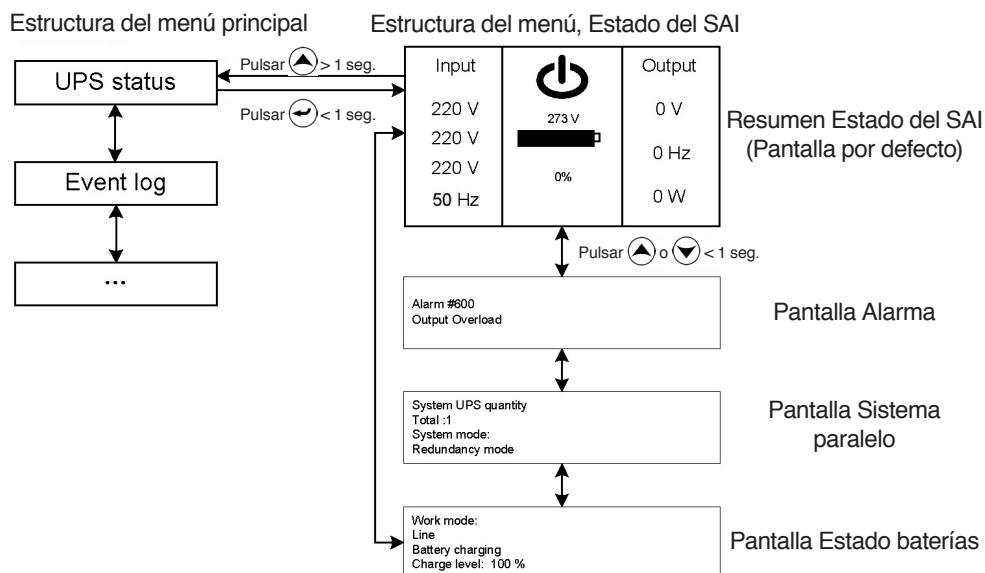 Estructura del menú principal
Estructura del menú, Estado del SAI
UPS status
Event log
...
Pulsar > 1 seg.
Pulsar < 1 seg.
Input
220 V
220 V
220 V
50 Hz
273 V
0%
Output
0 V
0 Hz
0 W
Resumen Estado del SAI
(Pantalla por defecto)
Pulsar o < 1 seg.
Alarm #600
Output Overload
Pantalla Alarma
System UPS quantity
Total :1
System mode:
Redundancy mode
Pantalla Sistema
paralelo
Work mode:
Line
Battery charging
Charge level: 100 %
Pantalla Estado baterías